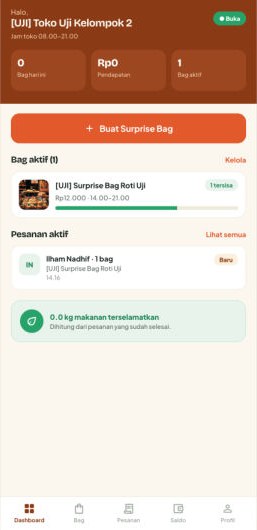 Halo,
[UJI] Toko Uji Kelompok 2
Buka
Jam toko 08.00-21.00
0
Rp0
1
Bag hari ini
Pendapatan
Bag aktif
+ Buat Surprise Bag
Bag aktif (1)
Kelola
[UJI] Surprise Bag Roti Uji
1 tersisa
Rp12.000 · 14.00-21.00
Pesanan aktif
Lihat semua
IN
Ilham Nadhif · 1 bag
Baru
[UJI] Surprise Bag Roti Uji
14.16
0.0 kg makanan terselamatkan
Dihitung dari pesanan yang sudah selesai.
Dashboard
Bag
Pesanan
Saldo
Profil